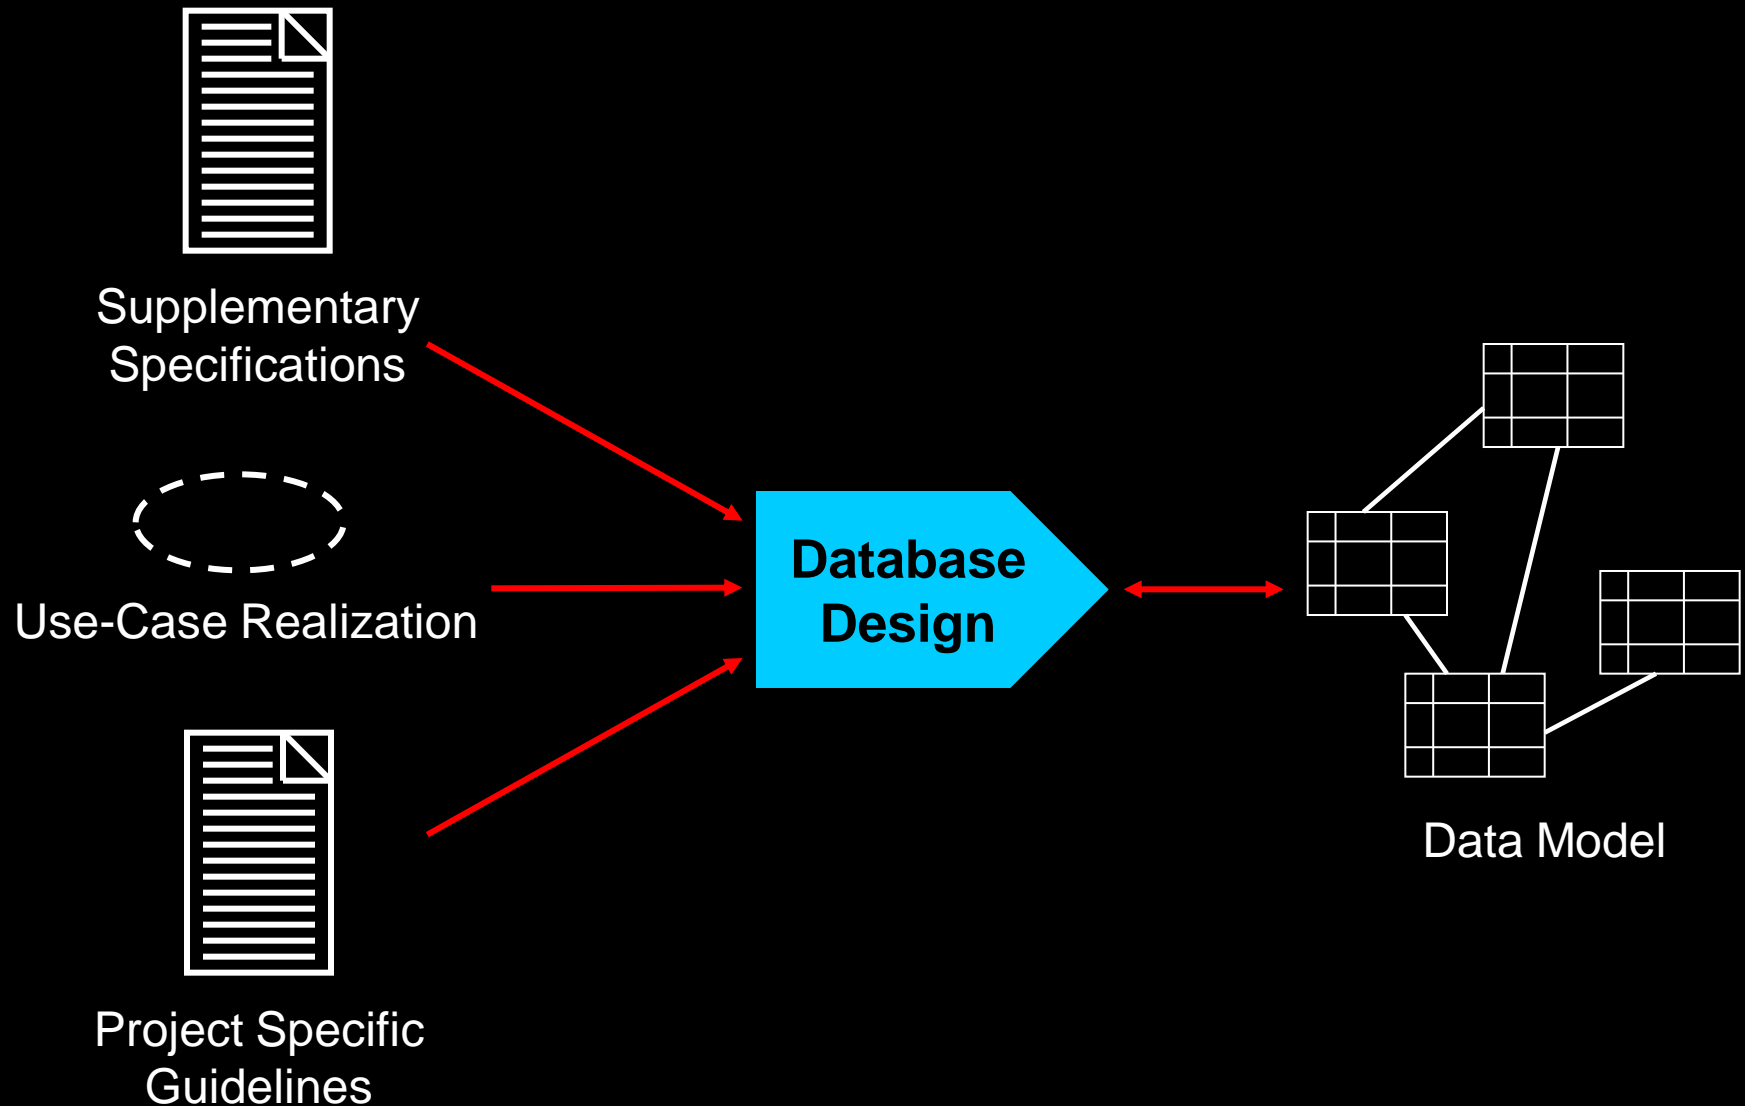 Supplementary
Specifications
Use-Case Realization
Project Specific
Guidelines
Database
Design
Data Model